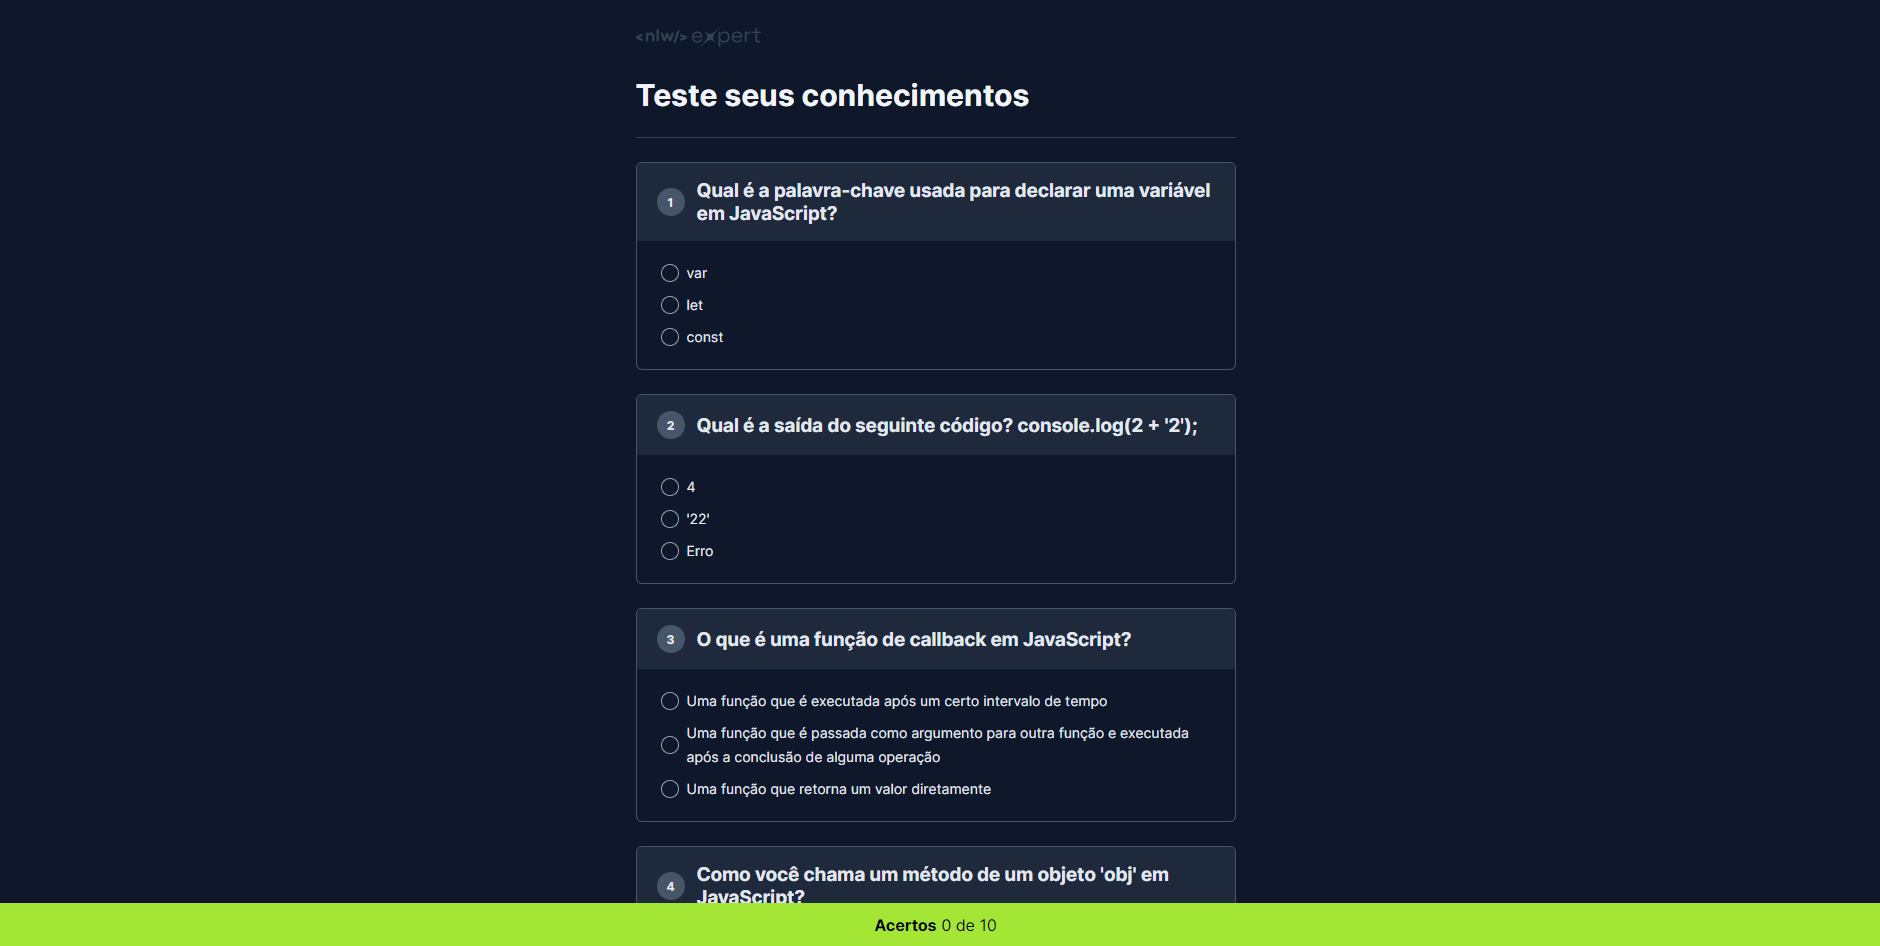 <nlw/> expert
Teste seus conhecimentos
1 Qual é a palavra-chave usada para declarar uma variável
em JavaScript?
var
let
const
2 Qual é a saída do seguinte código? console.log(2 + '2');
4
'22'
Erro
3 O que é uma função de callback em JavaScript?
Uma função que é executada após um certo intervalo de tempo
Uma função que é passada como argumento para outra função e executada
após a conclusão de alguma operação
Uma função que retorna um valor diretamente
4 Como você chama um método de um objeto 'obj' em
JavaScript?
Acertos 0 de 10